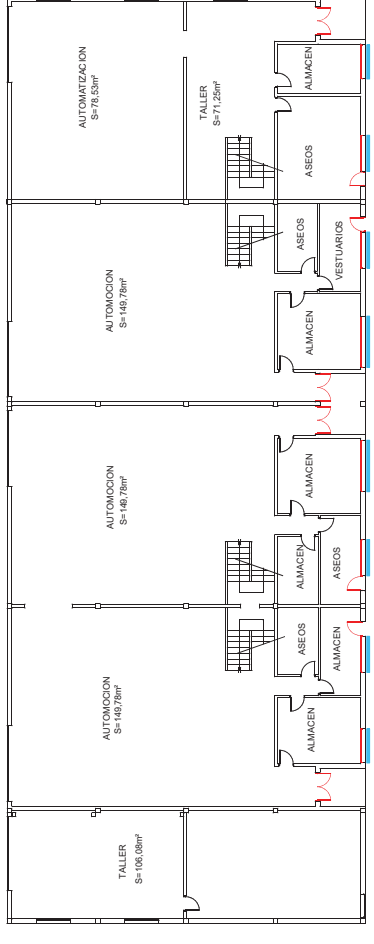 AUTOMATIZACION
S=78,53m²
TALLER
S=71,25m²
ALMACEN
ASEOS
AUTOMOCION
S=149,78m²
ASEOS
VESTUARIOS
ALMACEN
AUTOMOCION
S=149,78m²
ALMACEN
ALMACEN
ASEOS
AUTOMOCION
S=149,78m²
ASEOS
ALMACEN
ALMACEN
TALLER
S=106,08m²